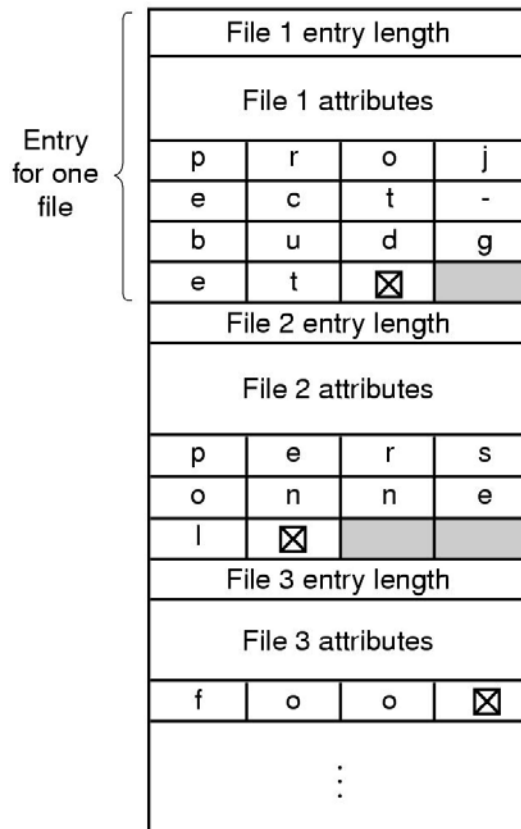 File 1 entry length
File 1 attributes
Entry
for one
file
p r o j
e c t -
b u d g
e t ☒
File 2 entry length
File 2 attributes
p e r s
o n n e
l ☒
File 3 entry length
File 3 attributes
f o o ☒
⋮